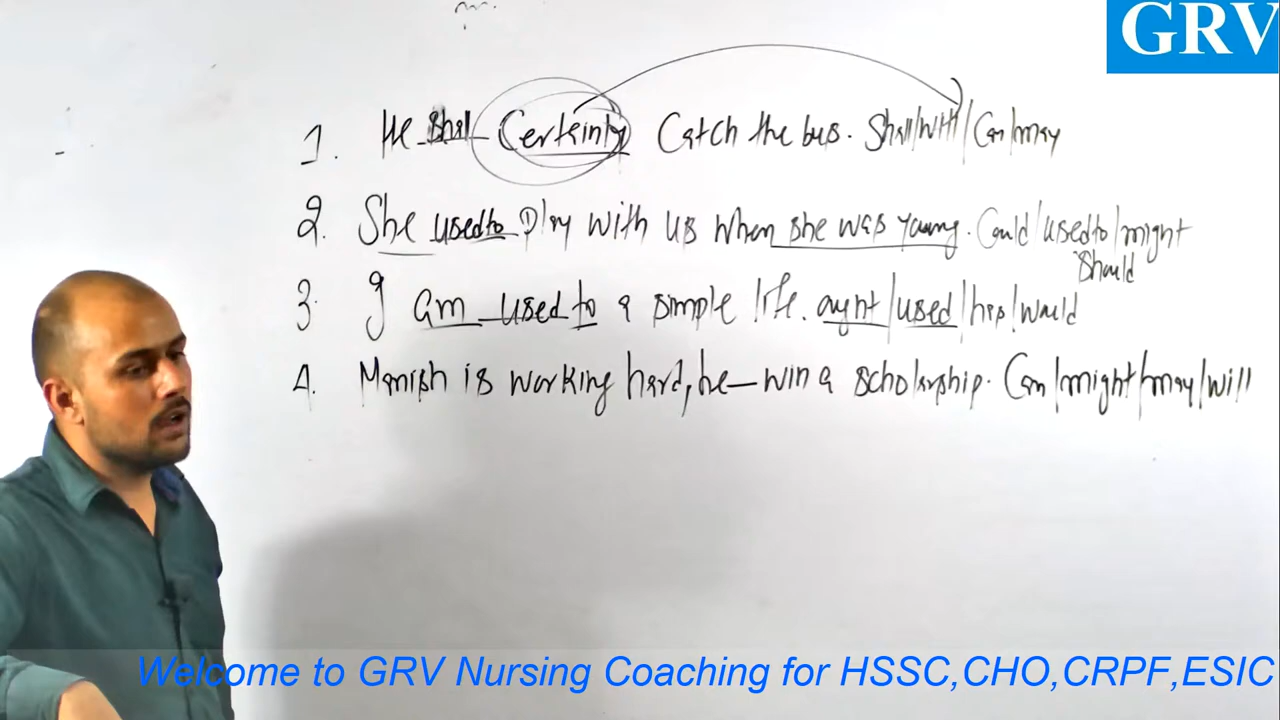 GRV
1. He Shall Certainty Catch the bus. Shall/will/Can/may
2. She used to Play with us when she was young. Could/used to/might
Should
3. I am used to a simple life. /used/ /would
4. Manish is working hard, he — win a scholarship. Can/might/may/will
Welcome to GRV Nursing Coaching for HSSC,CHO,CRPF,ESIC